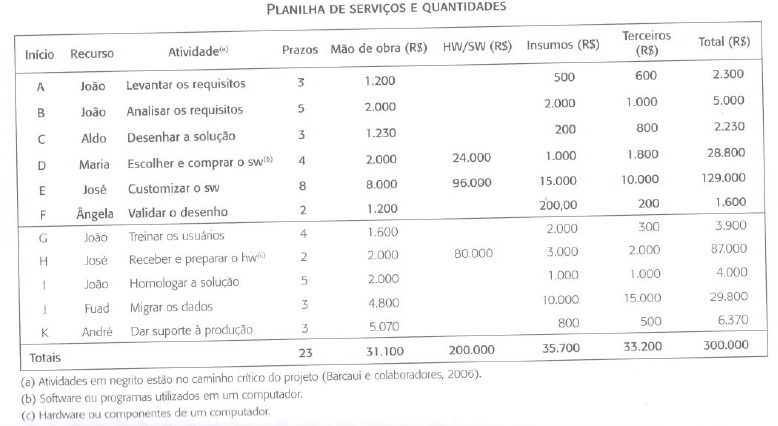 PLANILHA DE SERVIÇOS E QUANTIDADES
Início Recurso Atividade(a) Prazos Mão de obra (R$) HW/SW (R$) Insumos (R$) Terceiros (R$) Total (R$)
A João Levantar os requisitos 3 1.200 500 600 2.300
B João Analisar os requisitos 5 2.000 2.000 1.000 5.000
C Aldo Desenhar a solução 3 1.230 200 800 2.230
D Maria Escolher e comprar o sw(b) 4 2.000 24.000 1.000 1.800 28.800
E José Customizar o sw 8 8.000 96.000 15.000 10.000 129.000
F Ângela Validar o desenho 2 1.200 200,00 200 1.600
G João Treinar os usuários 4 1.600 2.000 300 3.900
H José Receber e preparar o hw(c) 2 2.000 80.000 3.000 2.000 87.000
I João Homologar a solução 5 2.000 1.000 1.000 4.000
J Fuad Migrar os dados 3 4.800 10.000 15.000 29.800
K André Dar suporte à produção 3 5.070 800 500 6.370
Totais 23 31.100 200.000 35.700 33.200 300.000
(a) Atividades em negrito estão no caminho crítico do projeto (Barcaui e colaboradores, 2006).
(b) Software ou programas utilizados em um computador.
(c) Hardware ou componentes de um computador.